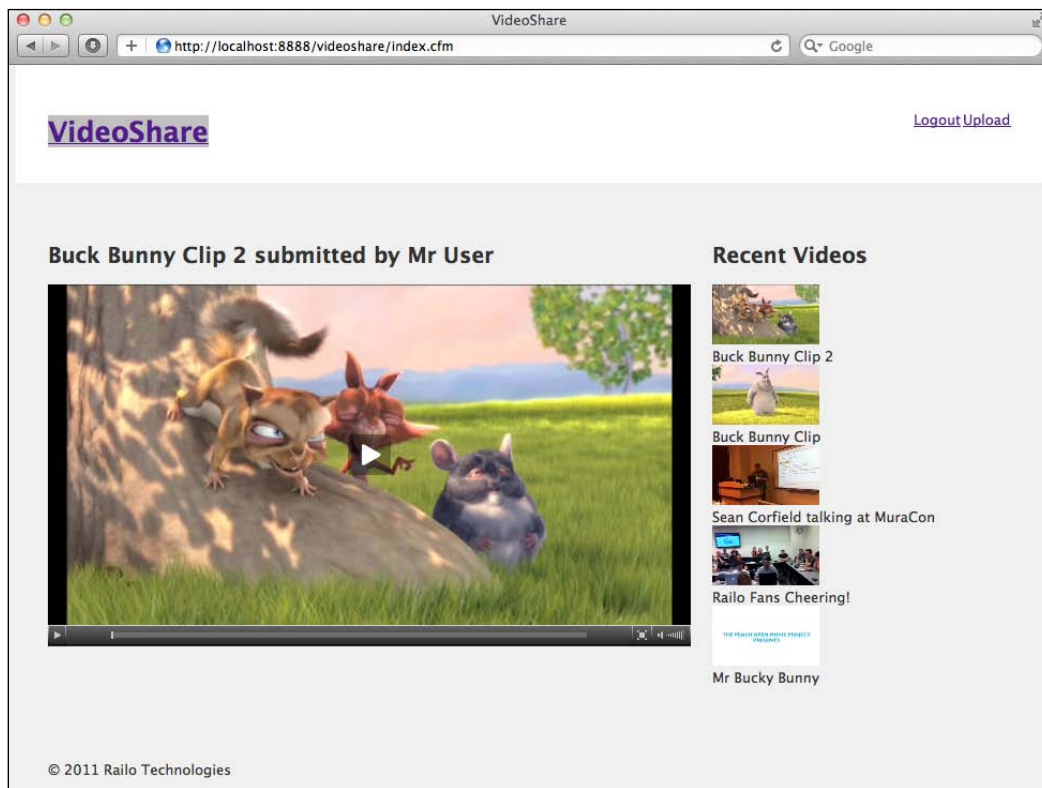 VideoShare
http://localhost:8888/videoshare/index.cfm
Google
VideoShare
Logout Upload
Buck Bunny Clip 2 submitted by Mr User
Recent Videos
Buck Bunny Clip 2
Buck Bunny Clip
Sean Corfield talking at MuraCon
Railo Fans Cheering!
THE PEACH OPEN MOVIE PROJECT
PRESENTS
Mr Bucky Bunny
© 2011 Railo Technologies